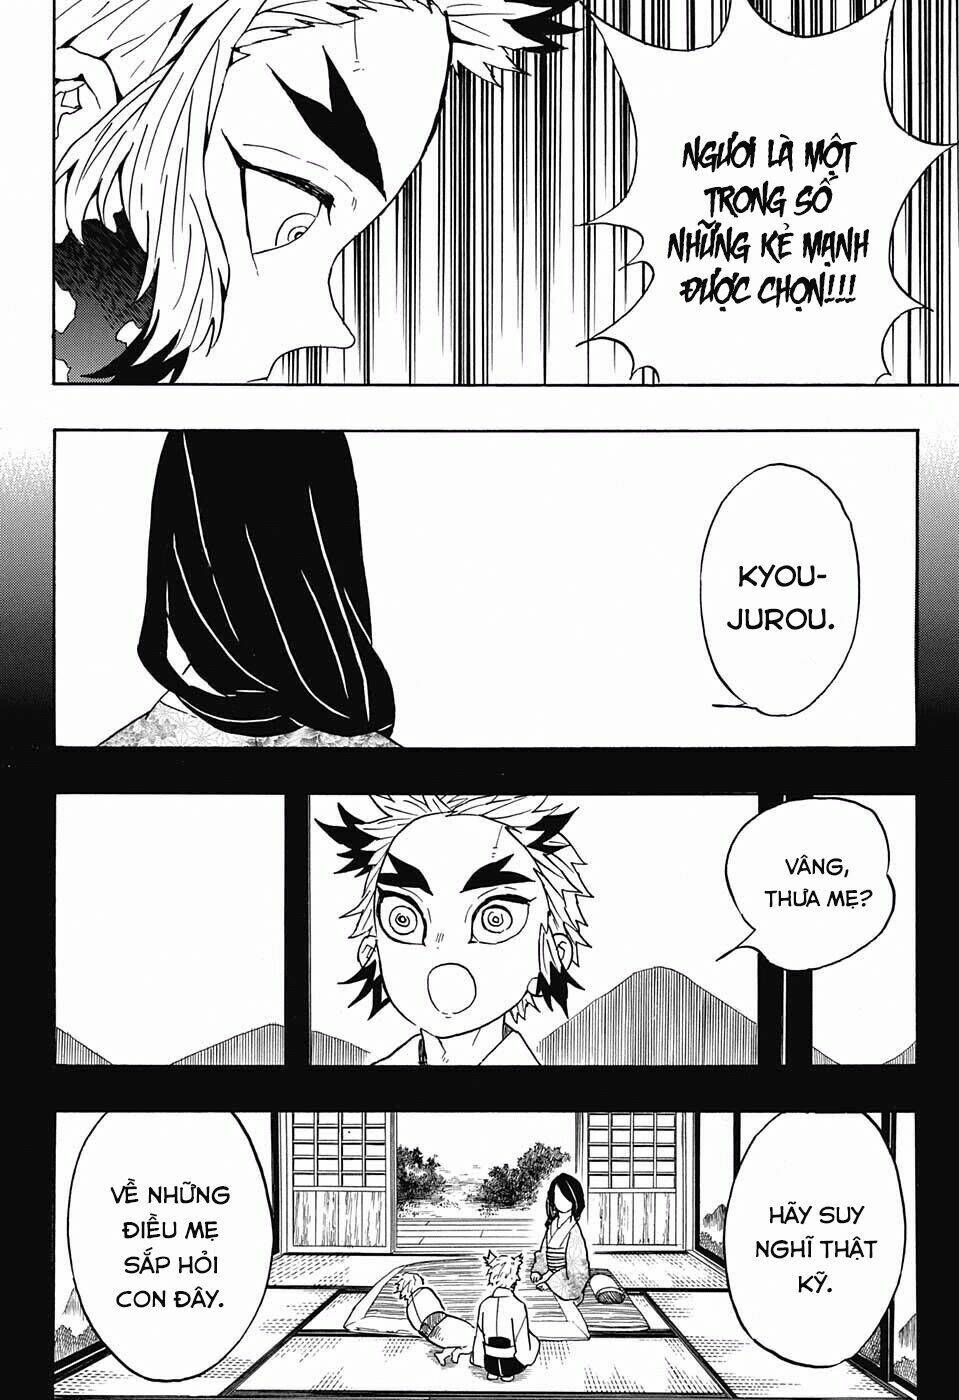 NGƯƠI LÀ MỘT
TRONG SỐ
NHỮNG KẺ MẠNH
ĐƯỢC CHỌN!!!
KYOU-
JUROU.
VÂNG,
THƯA MẸ?
HÃY SUY
NGHĨ THẬT
KỸ.
VỀ NHỮNG
ĐIỀU MẸ
SẮP HỎI
CON ĐÂY.